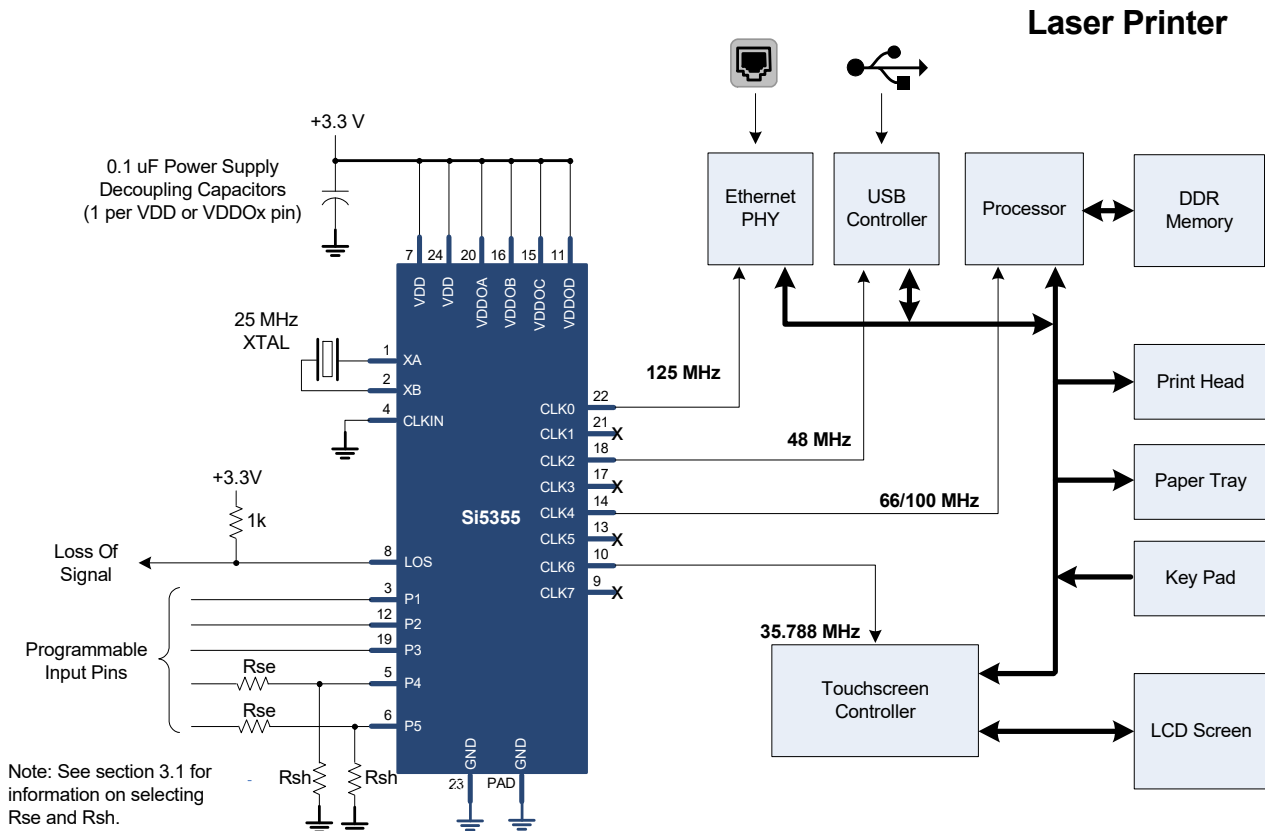 Laser Printer
+3.3 V
0.1 uF Power Supply
Decoupling Capacitors
(1 per VDD or VDDOx pin)
7
24
20
16
15
11
VDD
VDD
VDDOA
VDDOB
VDDOC
VDDOD
25 MHz
XTAL
1
XA
2
XB
4
CLKIN
+3.3V
1k
Loss Of
Signal
8
LOS
Programmable
Input Pins
3
P1
12
P2
19
P3
Rse
5
P4
Rse
6
P5
Rsh
Rsh
Note: See section 3.1 for
information on selecting
Rse and Rsh.
Si5355
GND
23
GND
PAD
CLK0
22
CLK1
21
X
CLK2
18
CLK3
17
X
CLK4
14
CLK5
13
X
CLK6
10
CLK7
9
X
125 MHz
48 MHz
66/100 MHz
35.788 MHz
Ethernet
PHY
USB
Controller
Processor
DDR
Memory
Print Head
Paper Tray
Key Pad
Touchscreen
Controller
LCD Screen